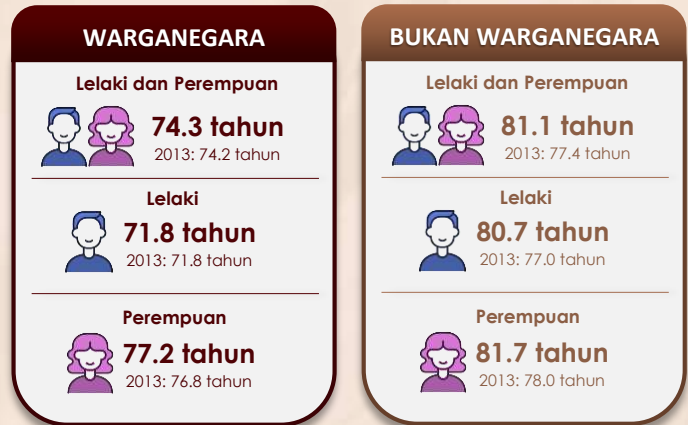 WARGANEGARA
Lelaki dan Perempuan
74.3 tahun
2013: 74.2 tahun
Lelaki
71.8 tahun
2013: 71.8 tahun
Perempuan
77.2 tahun
2013: 76.8 tahun
BUKAN WARGANEGARA
Lelaki dan Perempuan
81.1 tahun
2013: 77.4 tahun
Lelaki
80.7 tahun
2013: 77.0 tahun
Perempuan
81.7 tahun
2013: 78.0 tahun